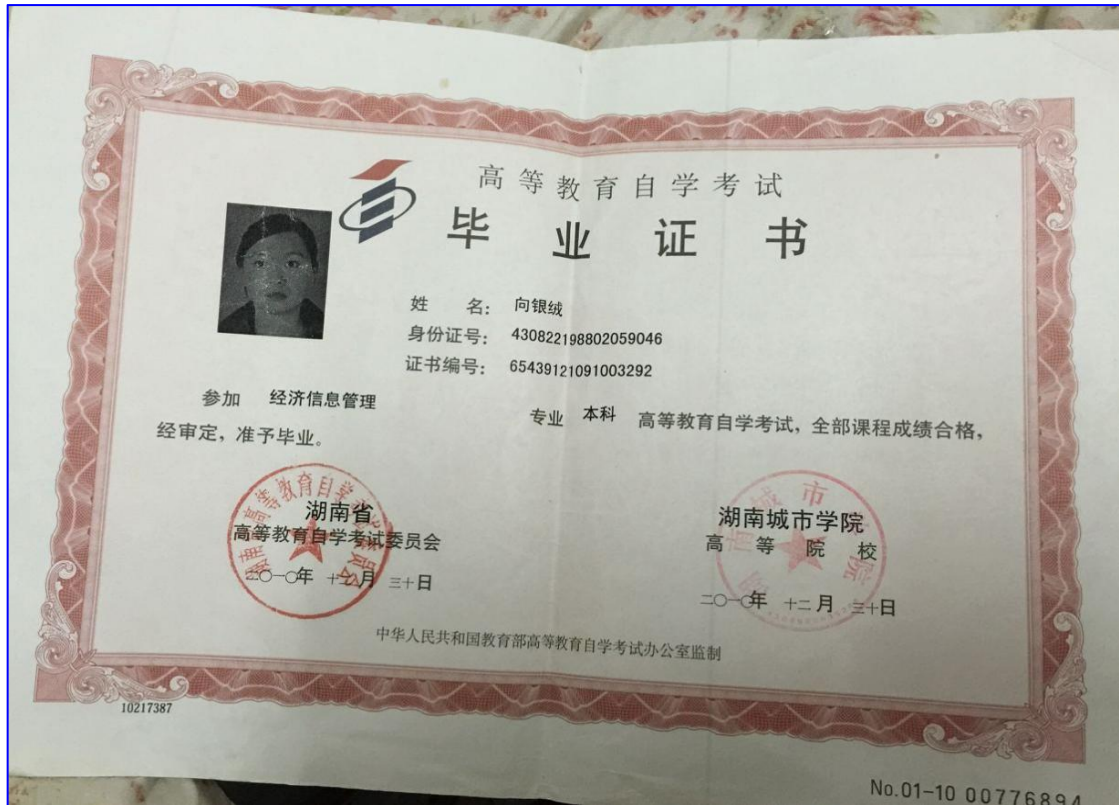 高等教育自学考试
毕业证书
姓 名： 向银绒
身份证号： 430822198802059046
证书编号： 65439121091003292
参加 经济信息管理 专业 本科 高等教育自学考试，全部课程成绩合格，
经审定，准予毕业。
湖南省 湖南城市学院
高等教育自学考试委员会 高等院校
二〇一〇年 十二月 三十日 二〇一〇年 十二月 三十日
中华人民共和国教育部高等教育自学考试办公室监制
10217387
No.01-10 00776894